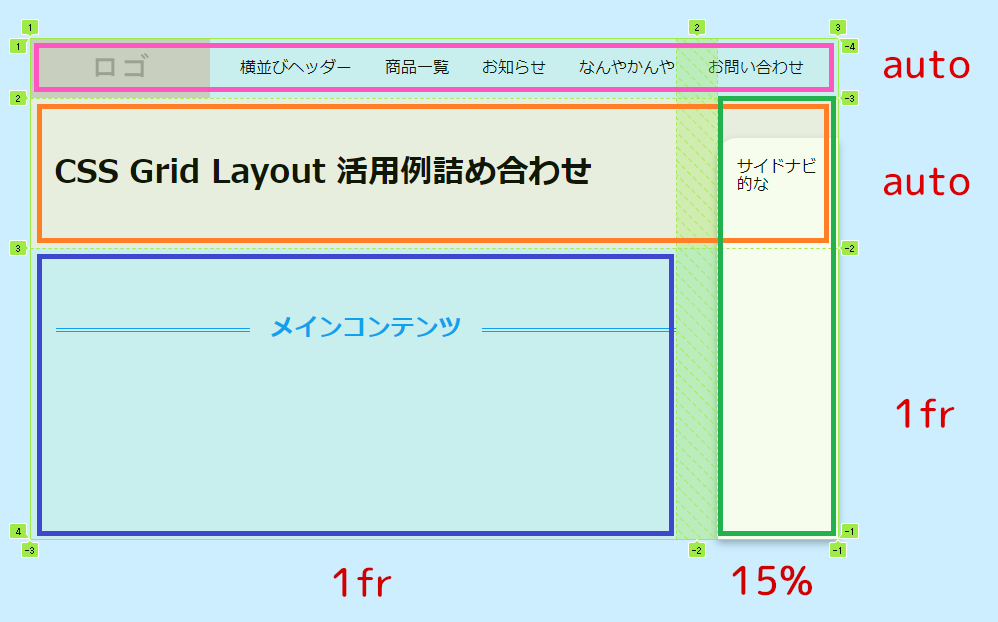 1 2 3
1 -4
ロゴ 横並びヘッダー 商品一覧 お知らせ なんやかんや お問い合わせ auto
2 -3
CSS Grid Layout 活用例詰め合わせ
サイドナビ
的な
auto
3 -2
メインコンテンツ
1fr
4 -1
-3 -2 -1
1fr 15%